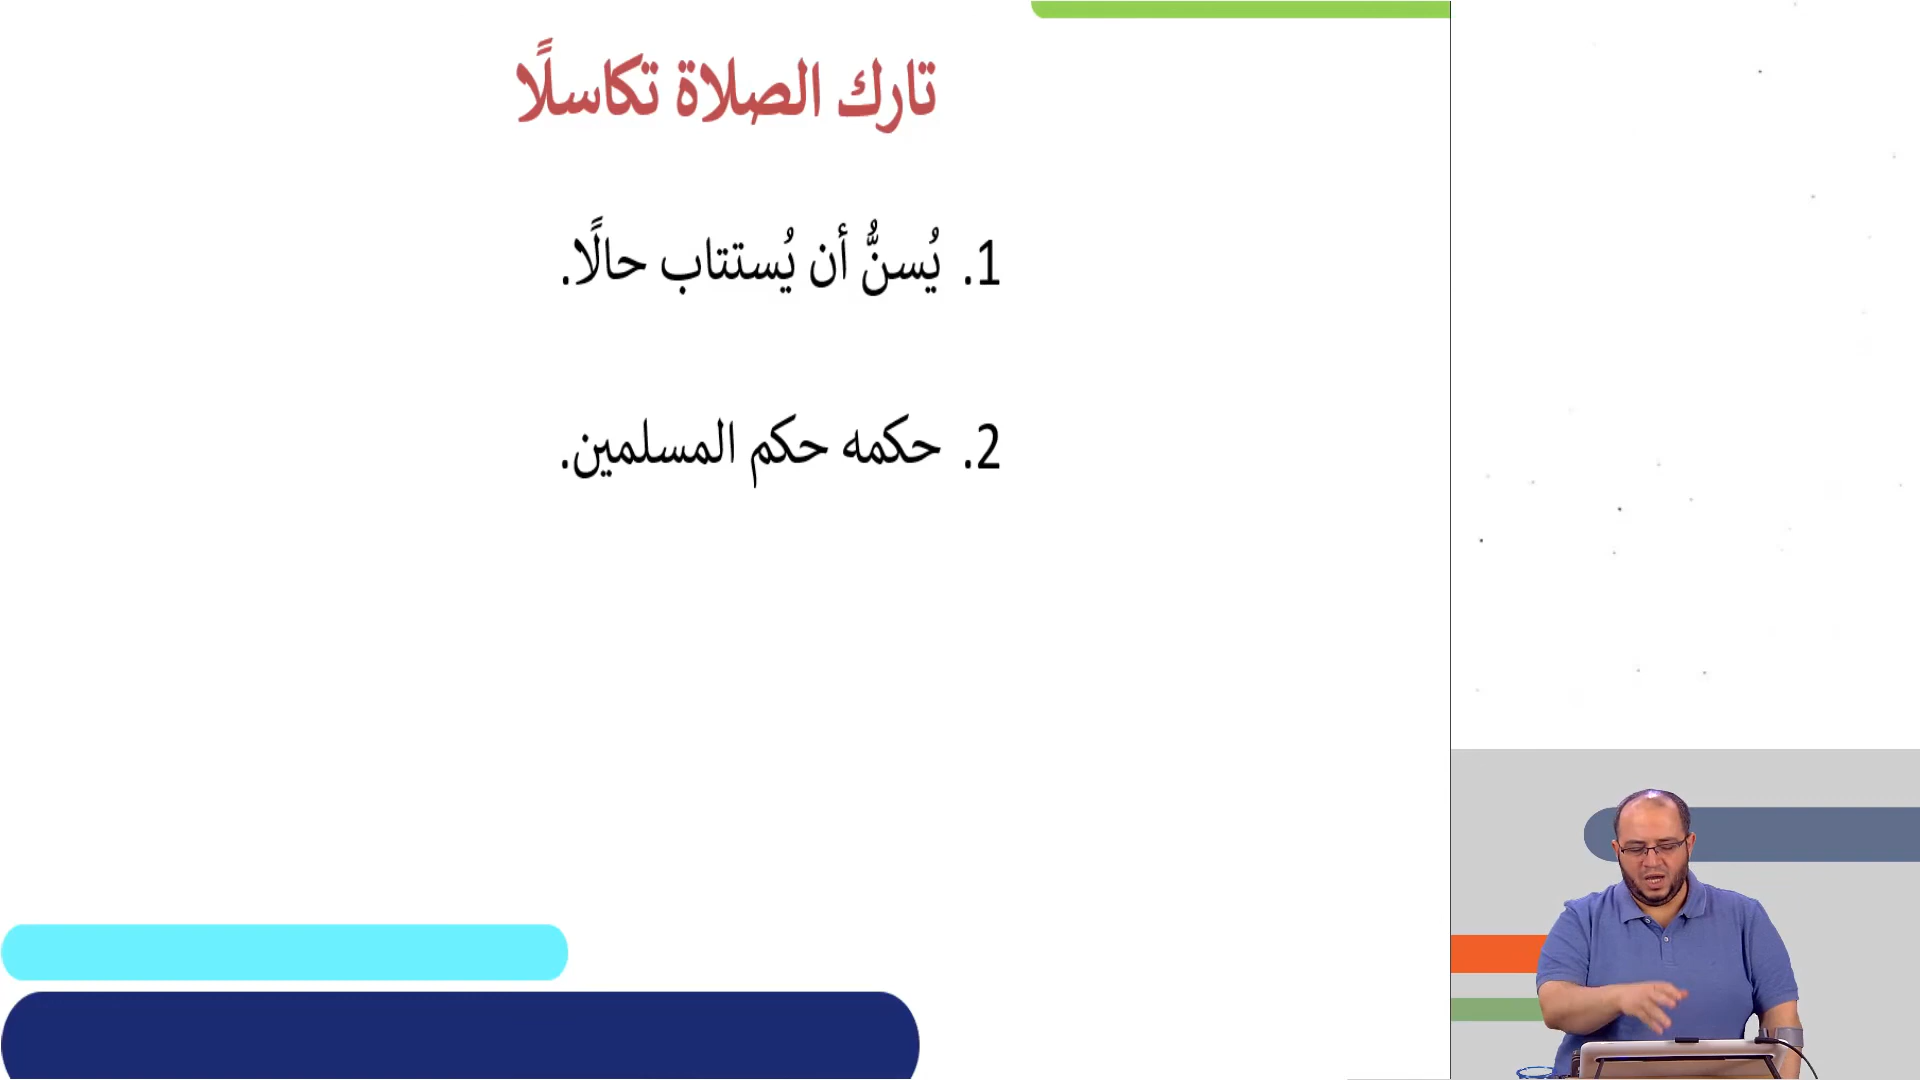 تارك الصلاة تكاسلًا
1. يُسنُّ أن يُستتاب حالًا.
2. حكمه حكم المسلمين.